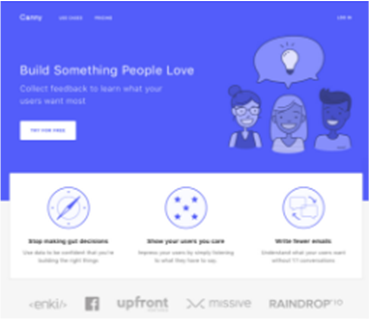 Canny USE CASES PRICING LOG IN
Build Something People Love
Collect feedback to learn what your
users want most
TRY FOR FREE
Stop making gut decisions
Use data to be confident that you're
building the right things
Show your users you care
Impress your users by simply listening
to what they have to say
Write fewer emails
Understand what your users want
without 1:1 conversations
<enki/> upfront missive RAINDROP.IO